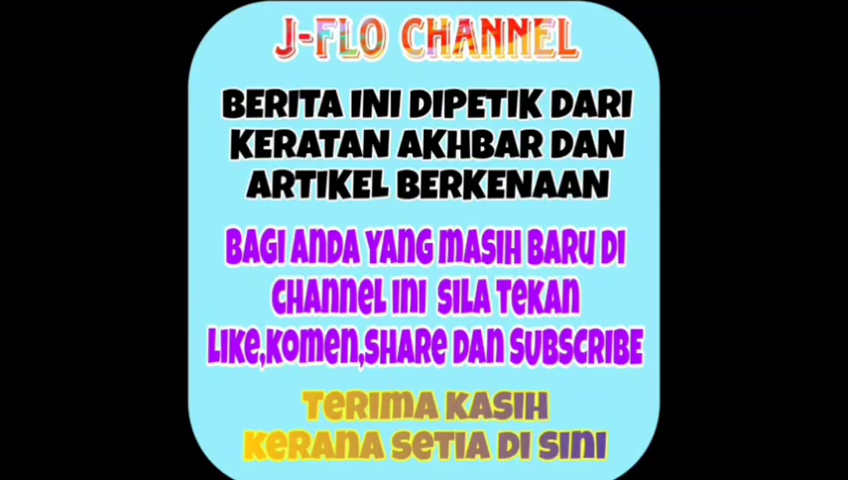 J-FLO CHANNEL
BERITA INI DIPETIK DARI
KERATAN AKHBAR DAN
ARTIKEL BERKENAAN
BAGI ANDA YANG MASIH BARU DI
CHANNEL INI SILA TEKAN
LIKE,KOMEN,SHARE DAN SUBSCRIBE
TERIMA KASIH
KERANA SETIA DI SINI